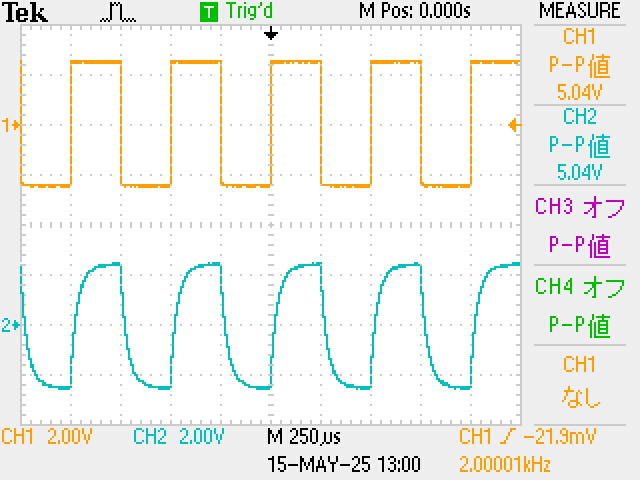 Tek T Trig'd M Pos: 0.000s MEASURE
CH1
P-P値
5.04V
CH2
P-P値
5.04V
CH3 オフ
P-P値
CH4 オフ
P-P値
CH1
なし
1
2
CH1 2.00V CH2 2.00V M 250µs CH1 -21.9mV
15-MAY-25 13:00 2.00001kHz